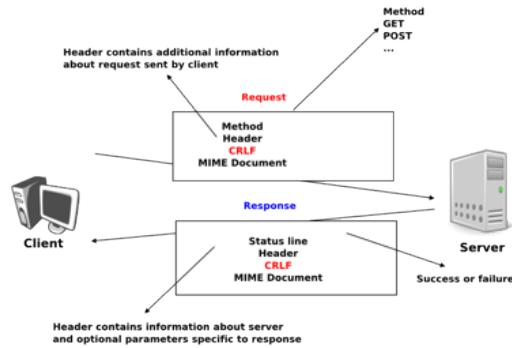 Method
GET
POST
...
Header contains additional information
about request sent by client
Request
Method
Header
CRLF
MIME Document
Response
Client
Server
Status line
Header
CRLF
MIME Document
Success or failure
Header contains information about server
and optional parameters specific to response